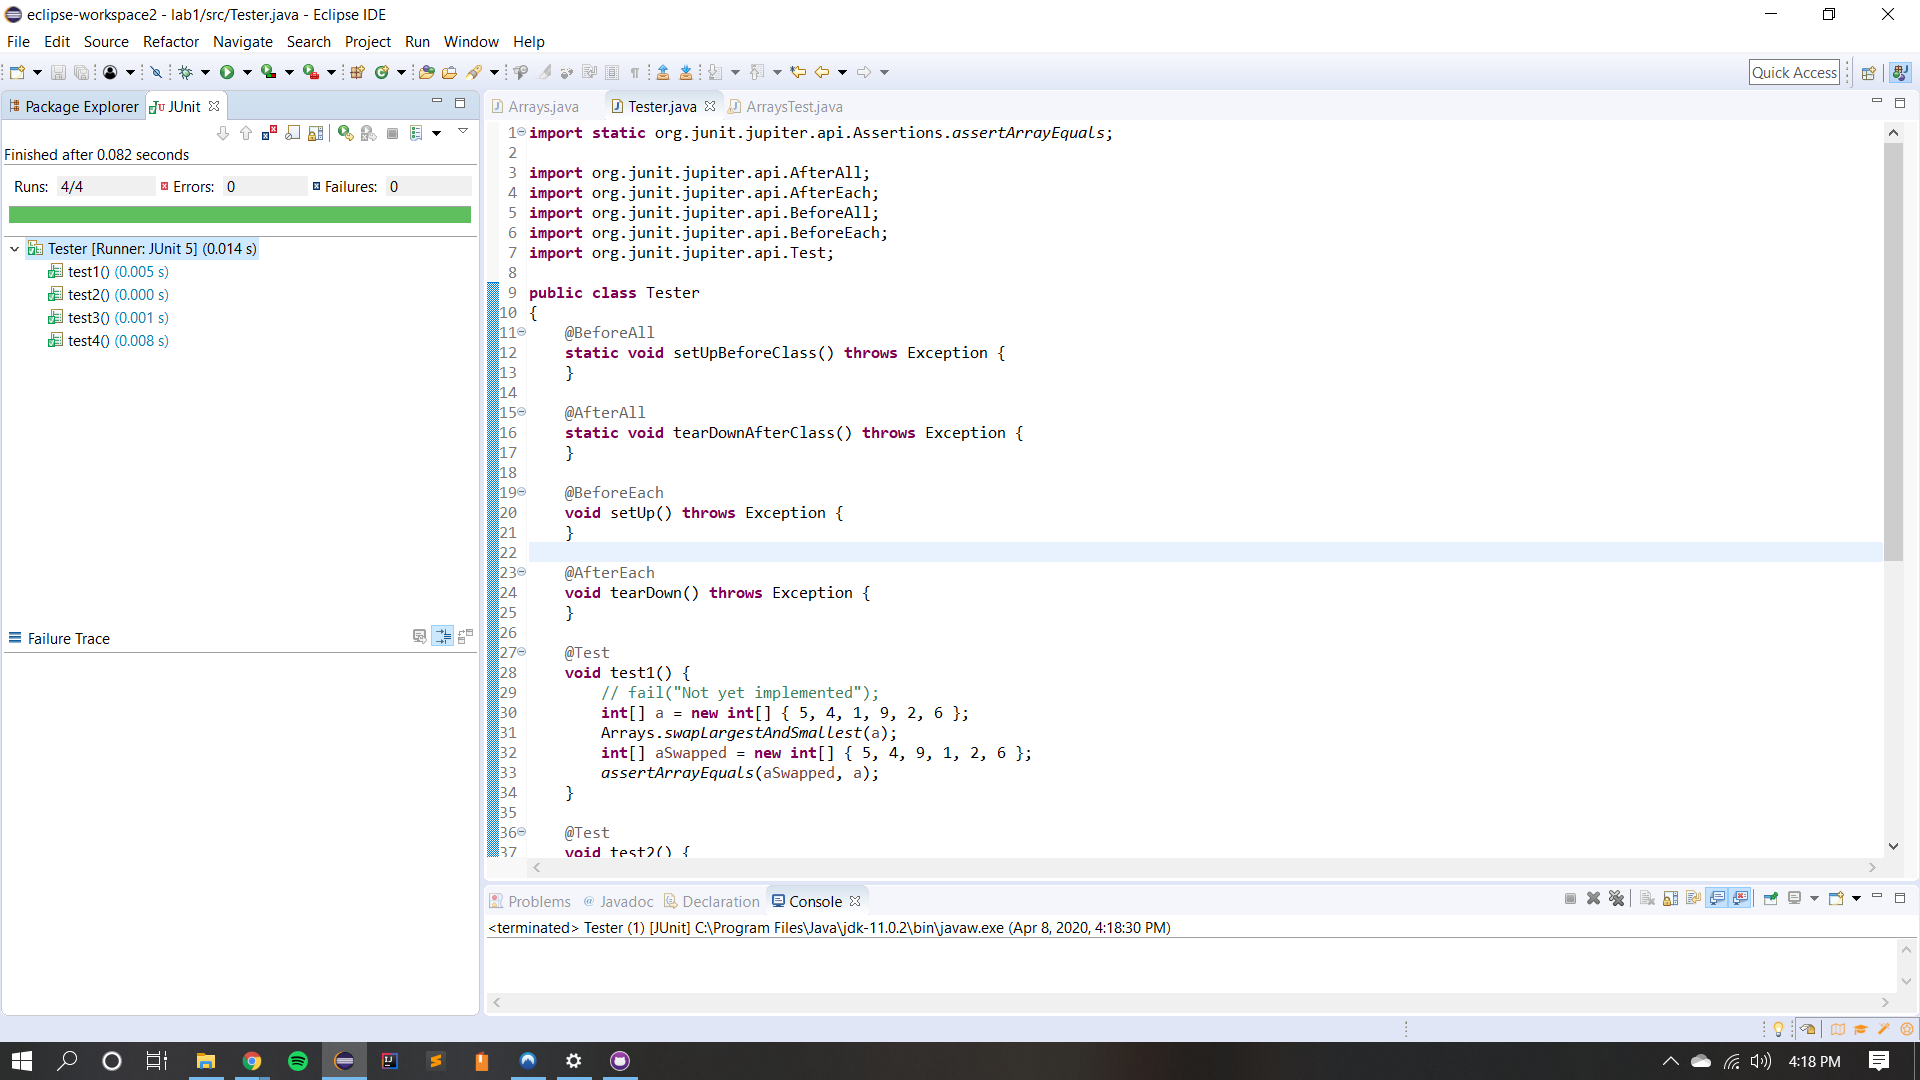 eclipse-workspace2 - lab1/src/Tester.java - Eclipse IDE
File Edit Source Refactor Navigate Search Project Run Window Help
Quick Access
Package Explorer JUnit
Finished after 0.082 seconds
Runs: 4/4 Errors: 0 Failures: 0
Tester [Runner: JUnit 5] (0.014 s)
test1() (0.005 s)
test2() (0.000 s)
test3() (0.001 s)
test4() (0.008 s)
Failure Trace
Arrays.java Tester.java ArraysTest.java
1 import static org.junit.jupiter.api.Assertions.assertArrayEquals;
2
3 import org.junit.jupiter.api.AfterAll;
4 import org.junit.jupiter.api.AfterEach;
5 import org.junit.jupiter.api.BeforeAll;
6 import org.junit.jupiter.api.BeforeEach;
7 import org.junit.jupiter.api.Test;
8
9 public class Tester
10 {
11 @BeforeAll
12 static void setUpBeforeClass() throws Exception {
13 }
14
15 @AfterAll
16 static void tearDownAfterClass() throws Exception {
17 }
18
19 @BeforeEach
20 void setUp() throws Exception {
21 }
22
23 @AfterEach
24 void tearDown() throws Exception {
25 }
26
27 @Test
28 void test1() {
29 // fail("Not yet implemented");
30 int[] a = new int[] { 5, 4, 1, 9, 2, 6 };
31 Arrays.swapLargestAndSmallest(a);
32 int[] aSwapped = new int[] { 5, 4, 9, 1, 2, 6 };
33 assertArrayEquals(aSwapped, a);
34 }
35
36 @Test
37 void test2() {
Problems @ Javadoc Declaration Console
<terminated> Tester (1) [JUnit] C:\Program Files\Java\jdk-11.0.2\bin\javaw.exe (Apr 8, 2020, 4:18:30 PM)
4:18 PM